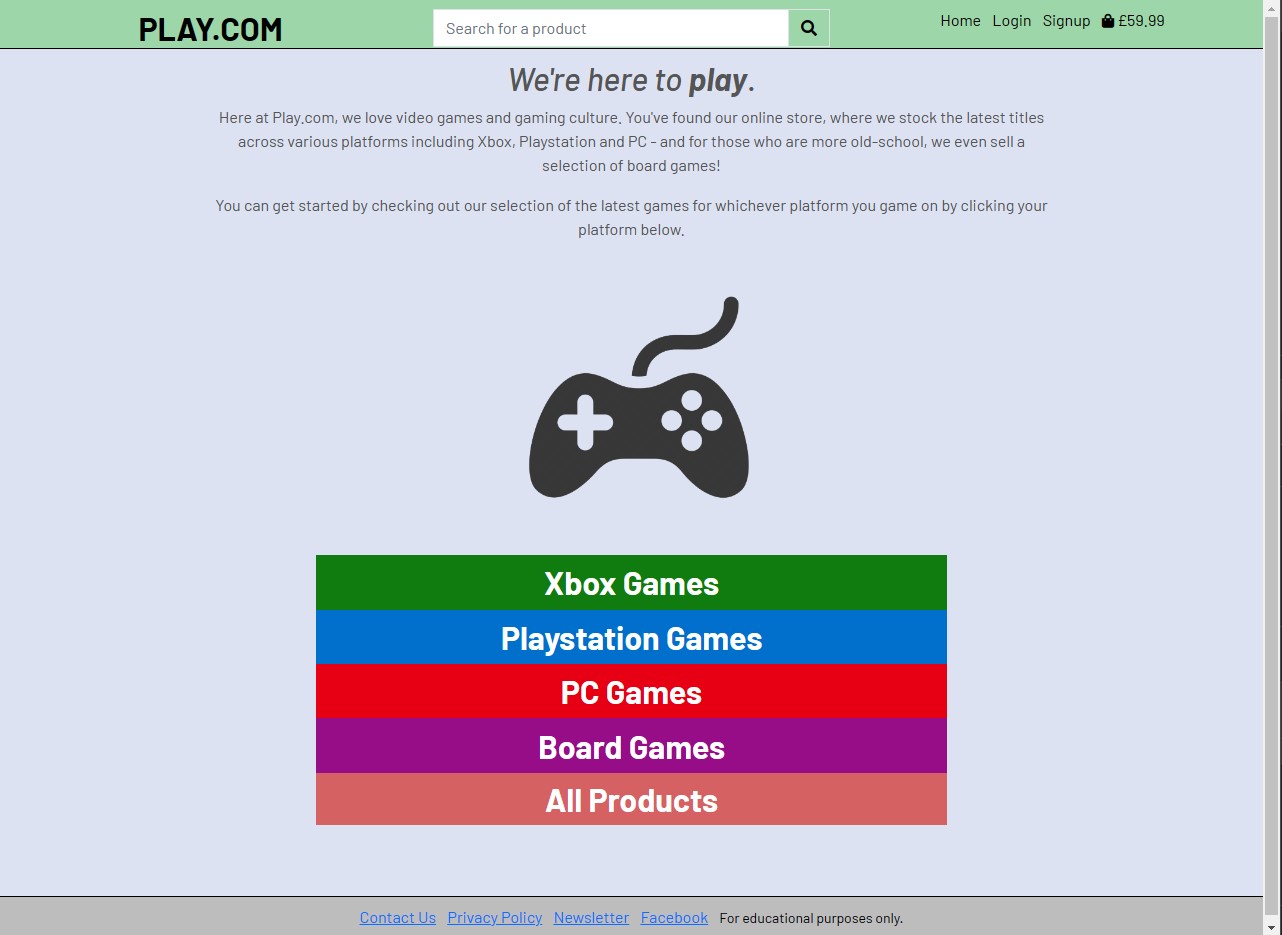 PLAY.COM
Search for a product
Home Login Signup £59.99
We're here to play.
Here at Play.com, we love video games and gaming culture. You've found our online store, where we stock the latest titles
across various platforms including Xbox, Playstation and PC - and for those who are more old-school, we even sell a
selection of board games!
You can get started by checking out our selection of the latest games for whichever platform you game on by clicking your
platform below.
Xbox Games
Playstation Games
PC Games
Board Games
All Products
Contact Us Privacy Policy Newsletter Facebook For educational purposes only.